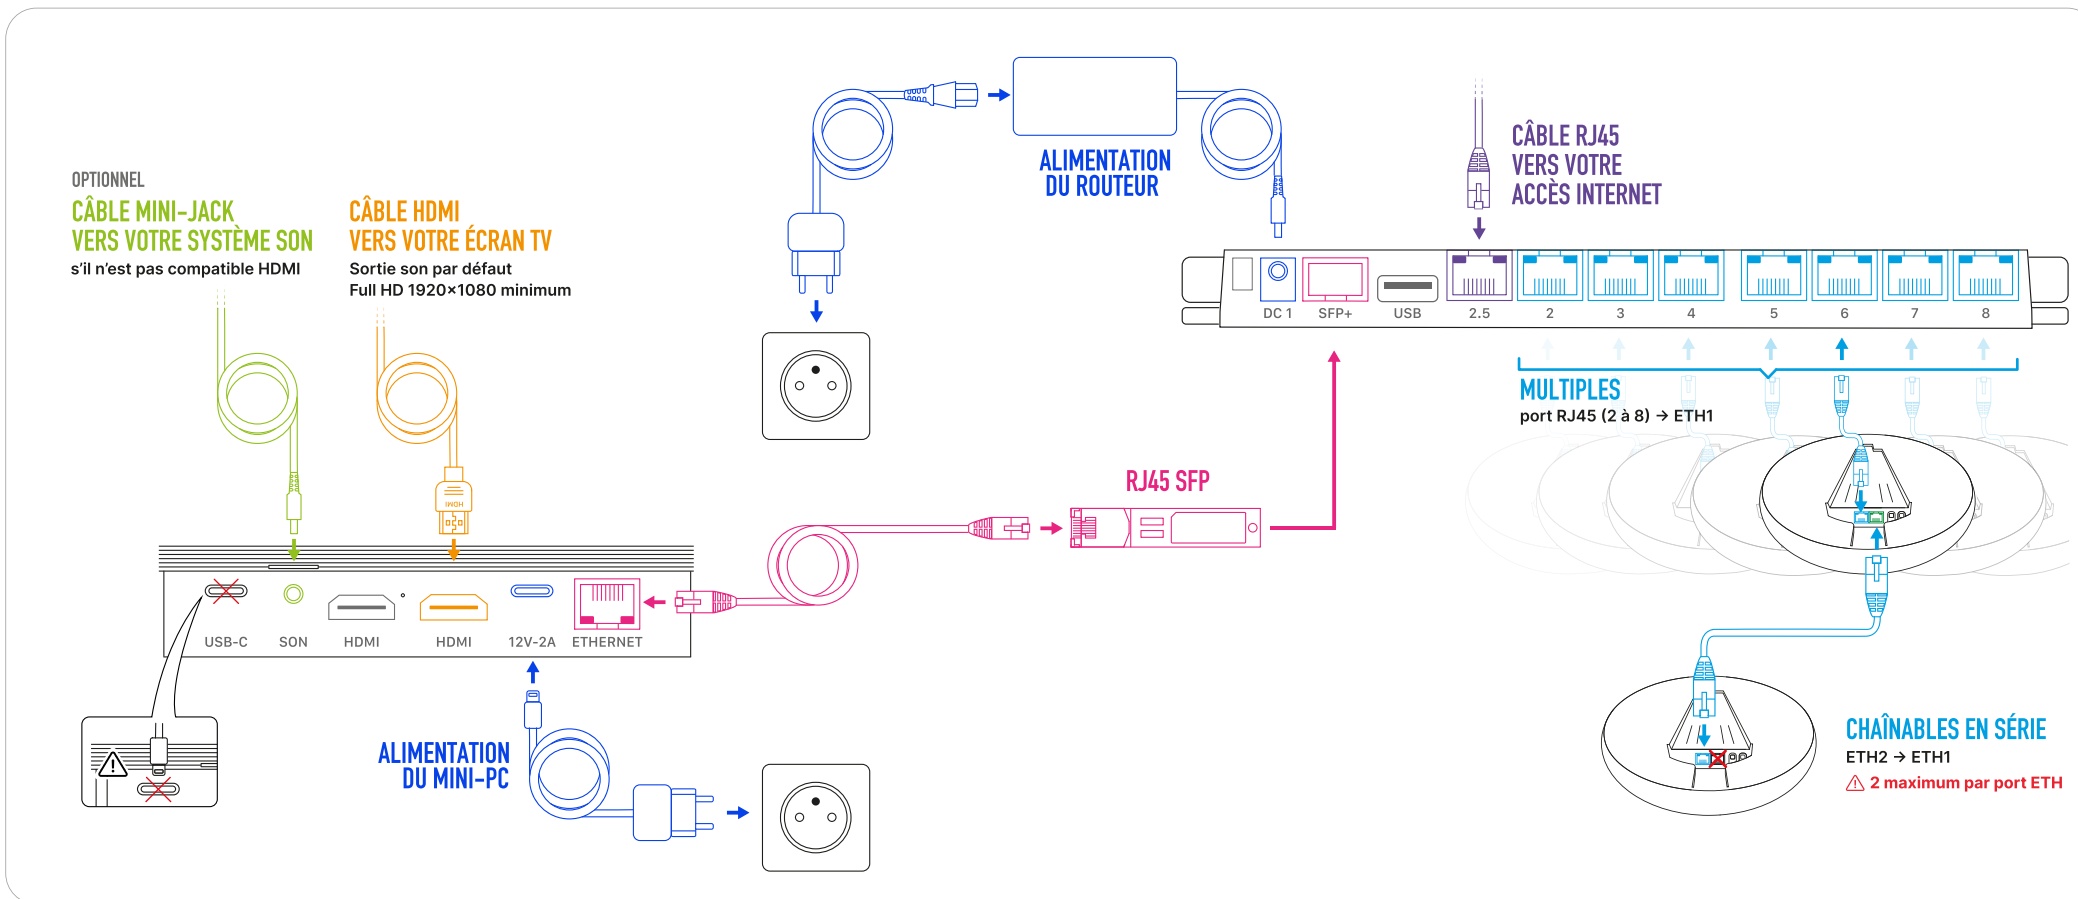 OPTIONNEL
CÂBLE MINI-JACK
VERS VOTRE SYSTÈME SON
s'il n'est pas compatible HDMI
CÂBLE HDMI
VERS VOTRE ÉCRAN TV
Sortie son par défaut
Full HD 1920×1080 minimum
ALIMENTATION
DU ROUTEUR
CÂBLE RJ45
VERS VOTRE
ACCÈS INTERNET
DC 1
SFP+
USB
2.5
2
3
4
5
6
7
8
MULTIPLES
port RJ45 (2 à 8) → ETH1
RJ45 SFP
HDMI
USB-C
SON
HDMI
HDMI
12V-2A
ETHERNET
ALIMENTATION
DU MINI-PC
CHAÎNABLES EN SÉRIE
ETH2 → ETH1
⚠ 2 maximum par port ETH